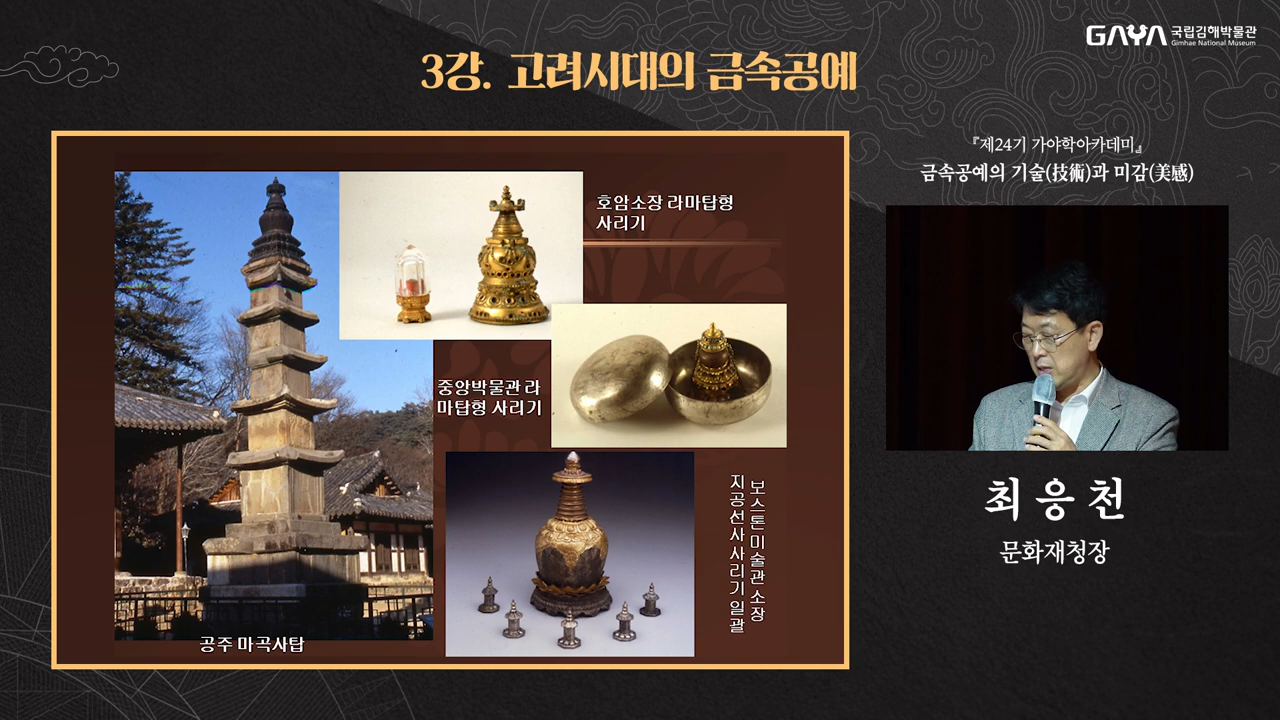 GAYA 국립김해박물관
Gimhae National Museum
3강. 고려시대의 금속공예
『제24기 가야학아카데미』
금속공예의 기술(技術)과 미감(美感)
호암소장 라마탑형
사리기
중앙박물관 라
마탑형 사리기
보스톤미술관 소장
지공선사사리기 일괄
공주 마곡사탑
최응천
문화재청장